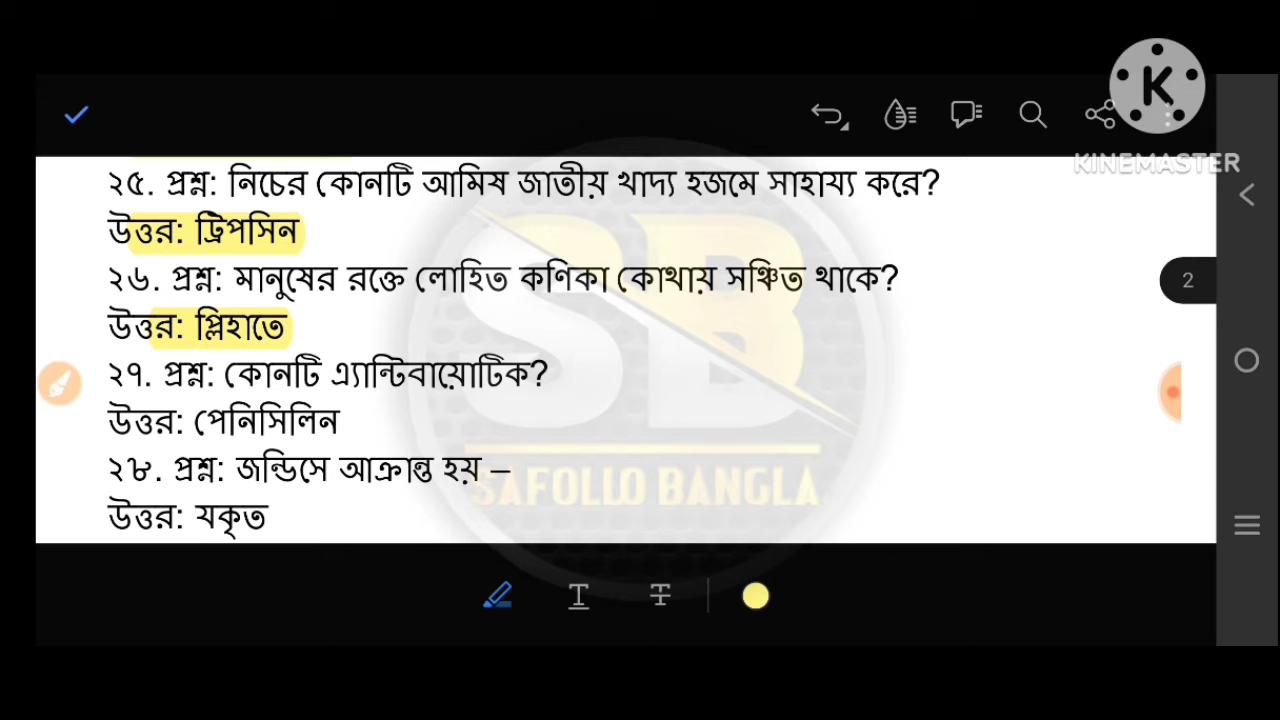 K
KINEMASTER
২৫. প্রশ্ন: নিচের কোনটি আমিষ জাতীয় খাদ্য হজমে সাহায্য করে?
উত্তর: ট্রিপসিন
২৬. প্রশ্ন: মানুষের রক্তে লোহিত কণিকা কোথায় সঞ্চিত থাকে?
উত্তর: প্লিহাতে
2
২৭. প্রশ্ন: কোনটি এ্যান্টিবায়োটিক?
উত্তর: পেনিসিলিন
২৮. প্রশ্ন: জন্ডিসে আক্রান্ত হয় –
উত্তর: যকৃত
SB
SAFOLLO BANGLA